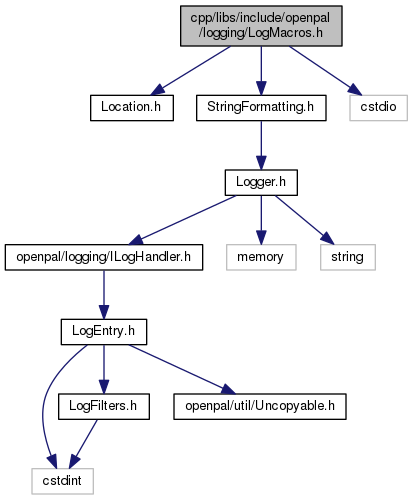 cpp/libs/include/openpal
/logging/LogMacros.h
Location.h
StringFormatting.h
cstdio
Logger.h
openpal/logging/ILogHandler.h
memory
string
LogEntry.h
LogFilters.h
openpal/util/Uncopyable.h
cstdint